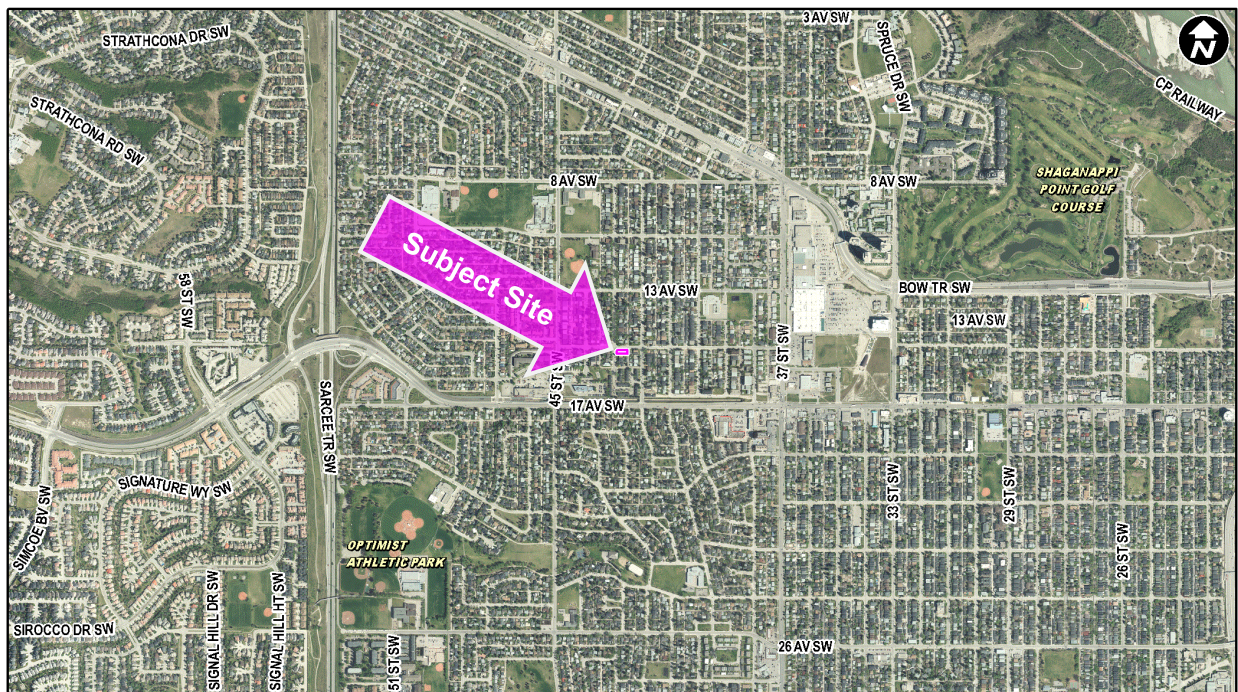 3 AV SW
STRATHCONA DR SW
SPRUCE DR SW
N
CP RAILWAY
STRATHCONA RD SW
8 AV SW
8 AV SW
SHAGANAPPI
POINT GOLF
COURSE
Subject Site
58 ST SW
13 AV SW
BOW TR SW
13 AV SW
37 ST SW
45 ST SW
17 AV SW
SARCEE TR SW
SIGNATURE WY SW
SIMCOE BV SW
33 ST SW
29 ST SW
26 ST SW
OPTIMIST
ATHLETIC PARK
SIROCCO DR SW
SIGNAL HILL DR SW
SIGNAL HILL HT SW
51 ST SW
26 AV SW